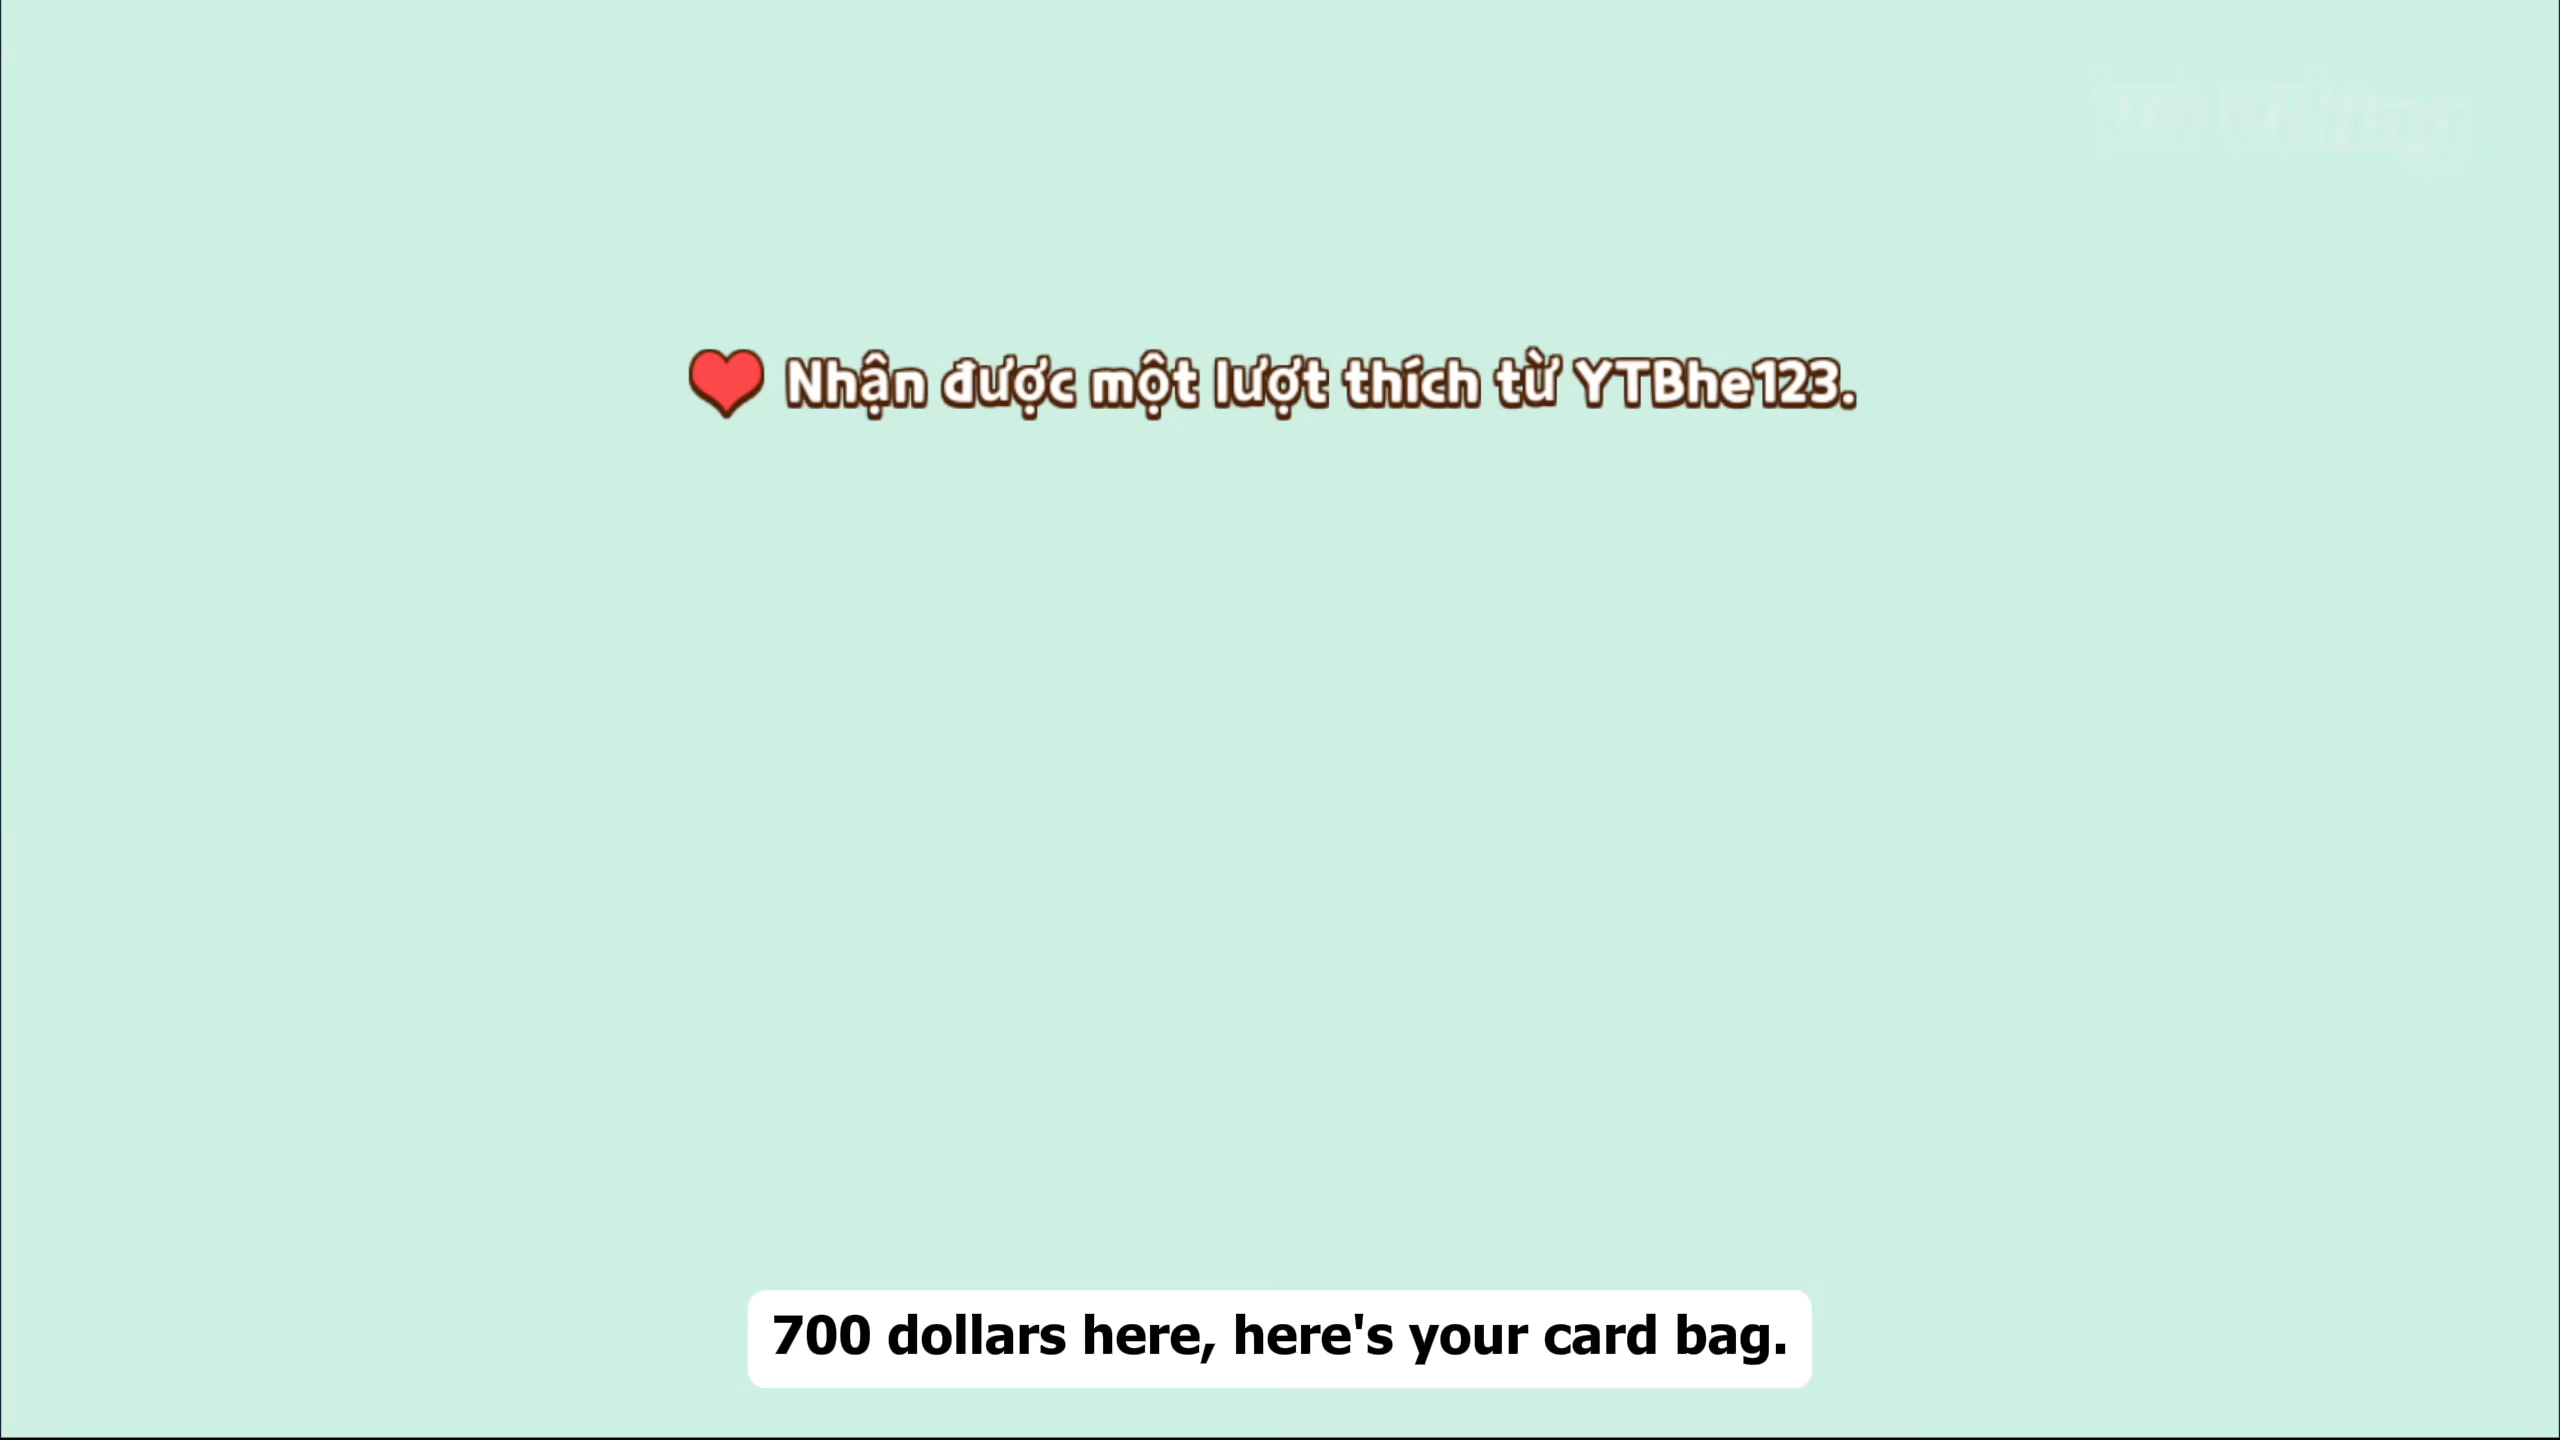 Nhận được một lượt thích từ YTBhe123.
700 dollars here, here's your card bag.